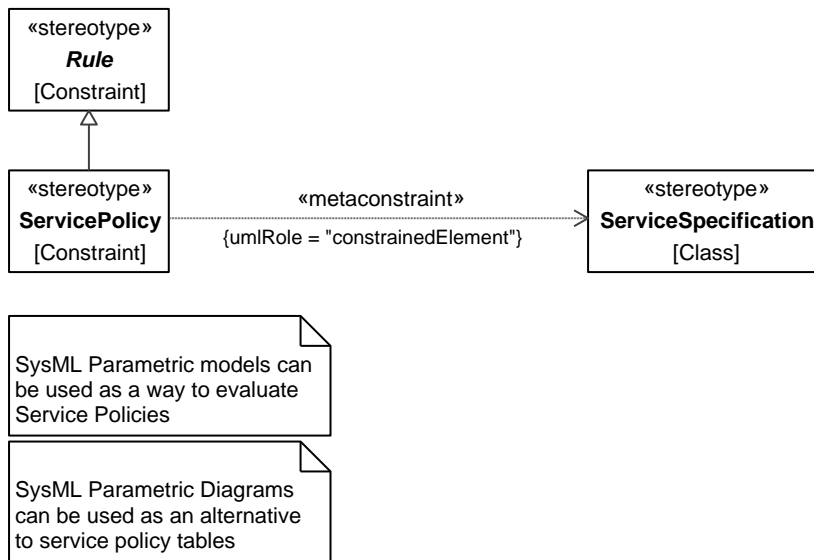 «stereotype»
Rule
[Constraint]
«stereotype»
ServicePolicy
[Constraint]
«metaconstraint»
{umlRole = "constrainedElement"}
«stereotype»
ServiceSpecification
[Class]
SysML Parametric models can
be used as a way to evaluate
Service Policies
SysML Parametric Diagrams
can be used as an alternative
to service policy tables